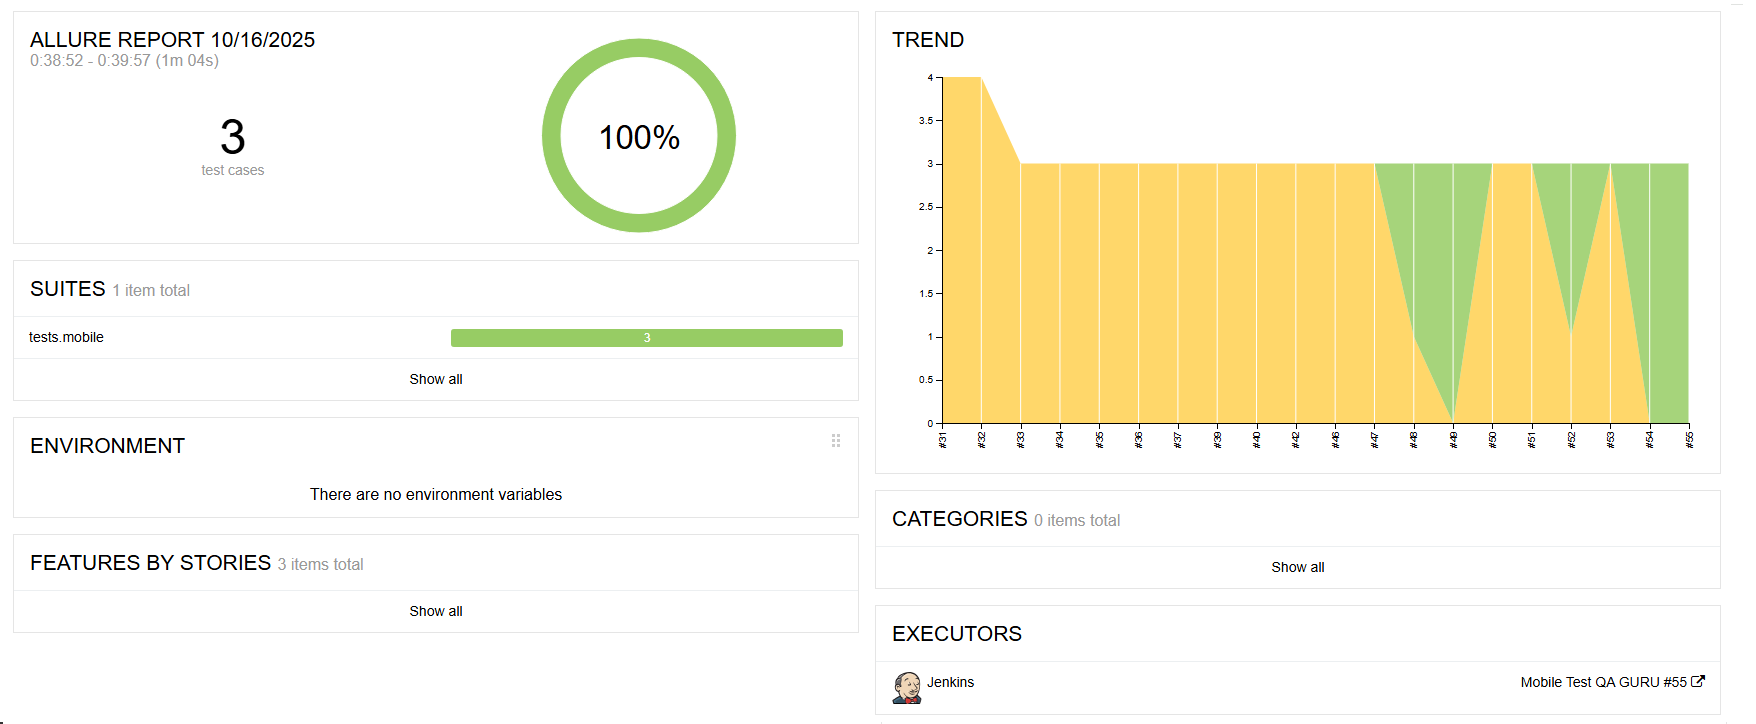 ALLURE REPORT 10/16/2025
0:38:52 - 0:39:57 (1m 04s)
3
test cases
100%
SUITES 1 item total
tests.mobile 3
Show all
ENVIRONMENT
There are no environment variables
FEATURES BY STORIES 3 items total
Show all
TREND
4
3.5
3
2.5
2
1.5
1
0.5
0
#31 #32 #33 #34 #35 #36 #37 #39 #40 #42 #46 #47 #48 #49 #50 #51 #52 #53 #54 #55
CATEGORIES 0 items total
Show all
EXECUTORS
Jenkins Mobile Test QA GURU #55